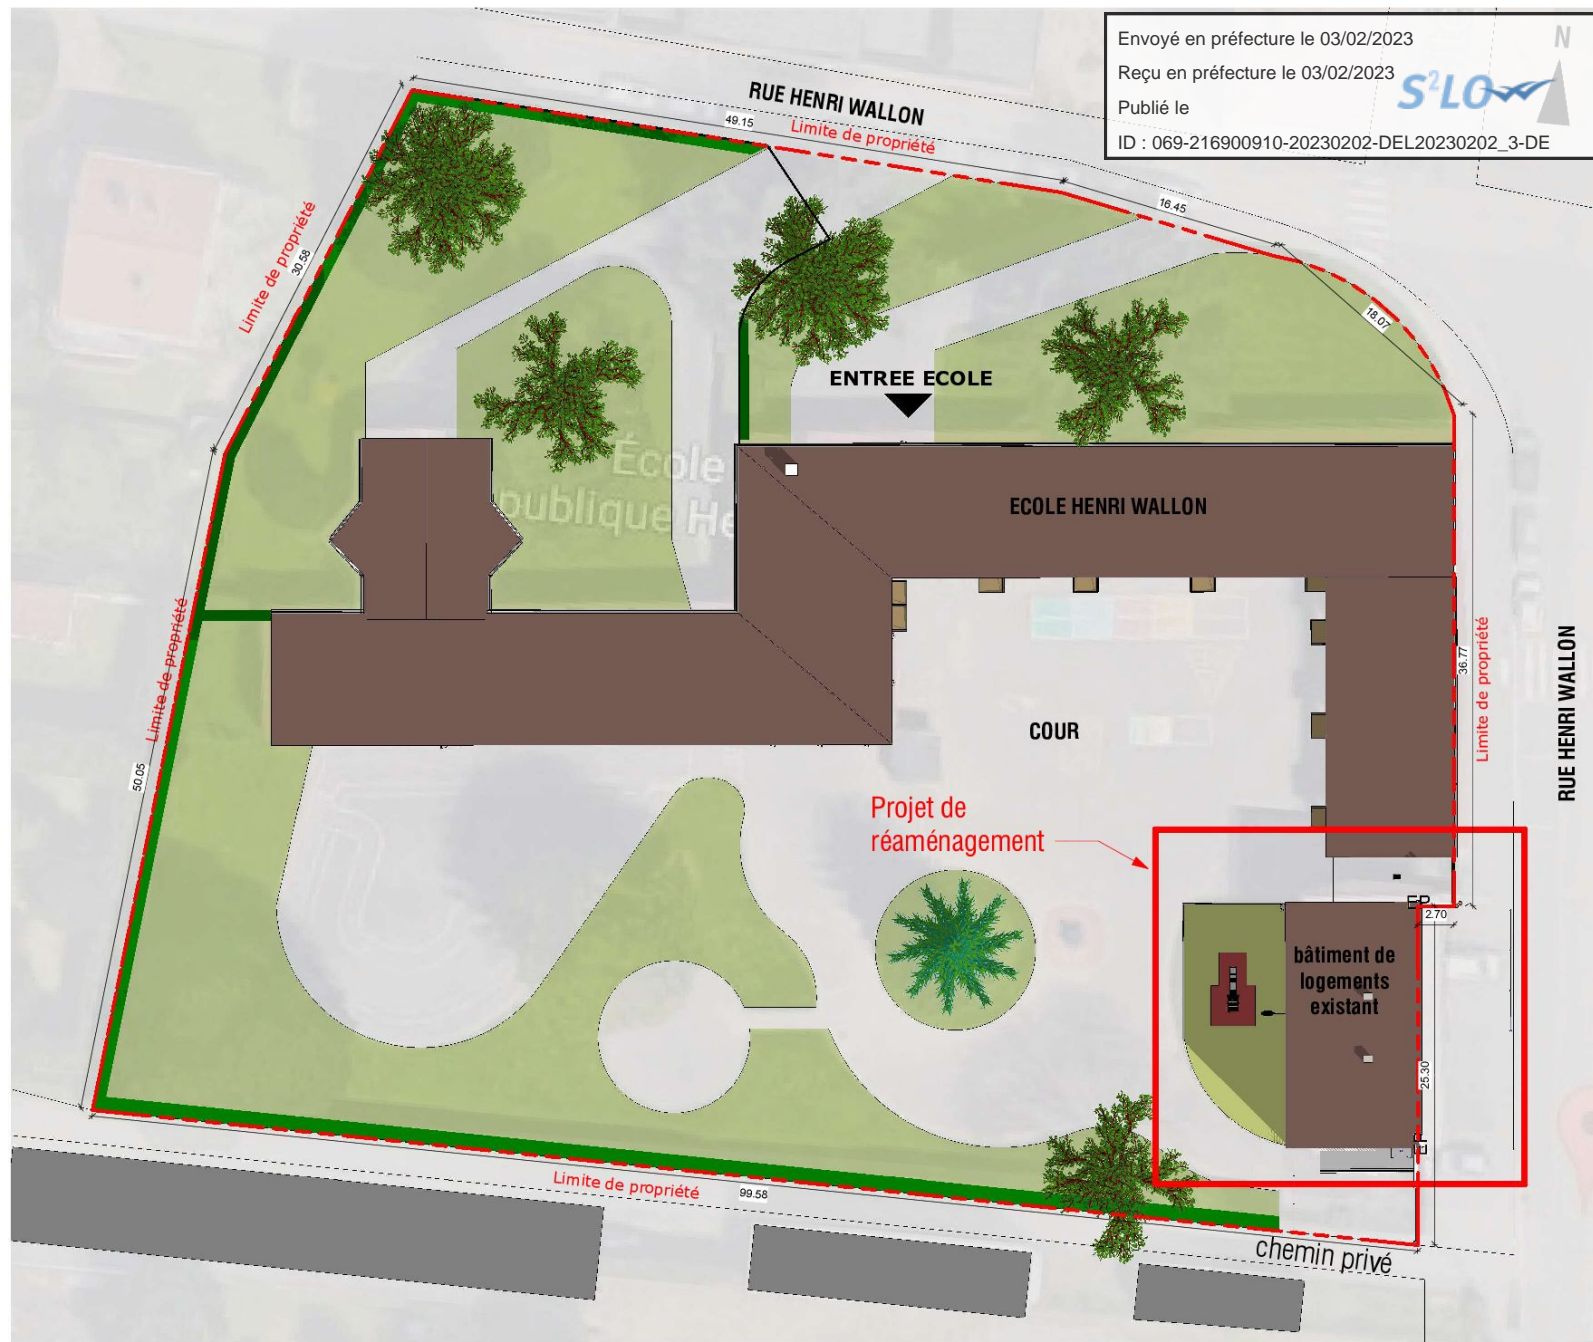 Envoyé en préfecture le 03/02/2023
Reçu en préfecture le 03/02/2023
Publié le
ID : 069-216900910-20230202-DEL20230202_3-DE
S²LO
N
RUE HENRI WALLON
49.15
Limite de propriété
16.45
18.07
Limite de propriété
30.58
ENTREE ECOLE
École
publique He
ECOLE HENRI WALLON
36.77
Limite de propriété
RUE HENRI WALLON
Limite de propriété
50.05
COUR
Projet de
réaménagement
EP
2.70
bâtiment de
logements
existant
25.30
EP
Limite de propriété
99.58
chemin privé